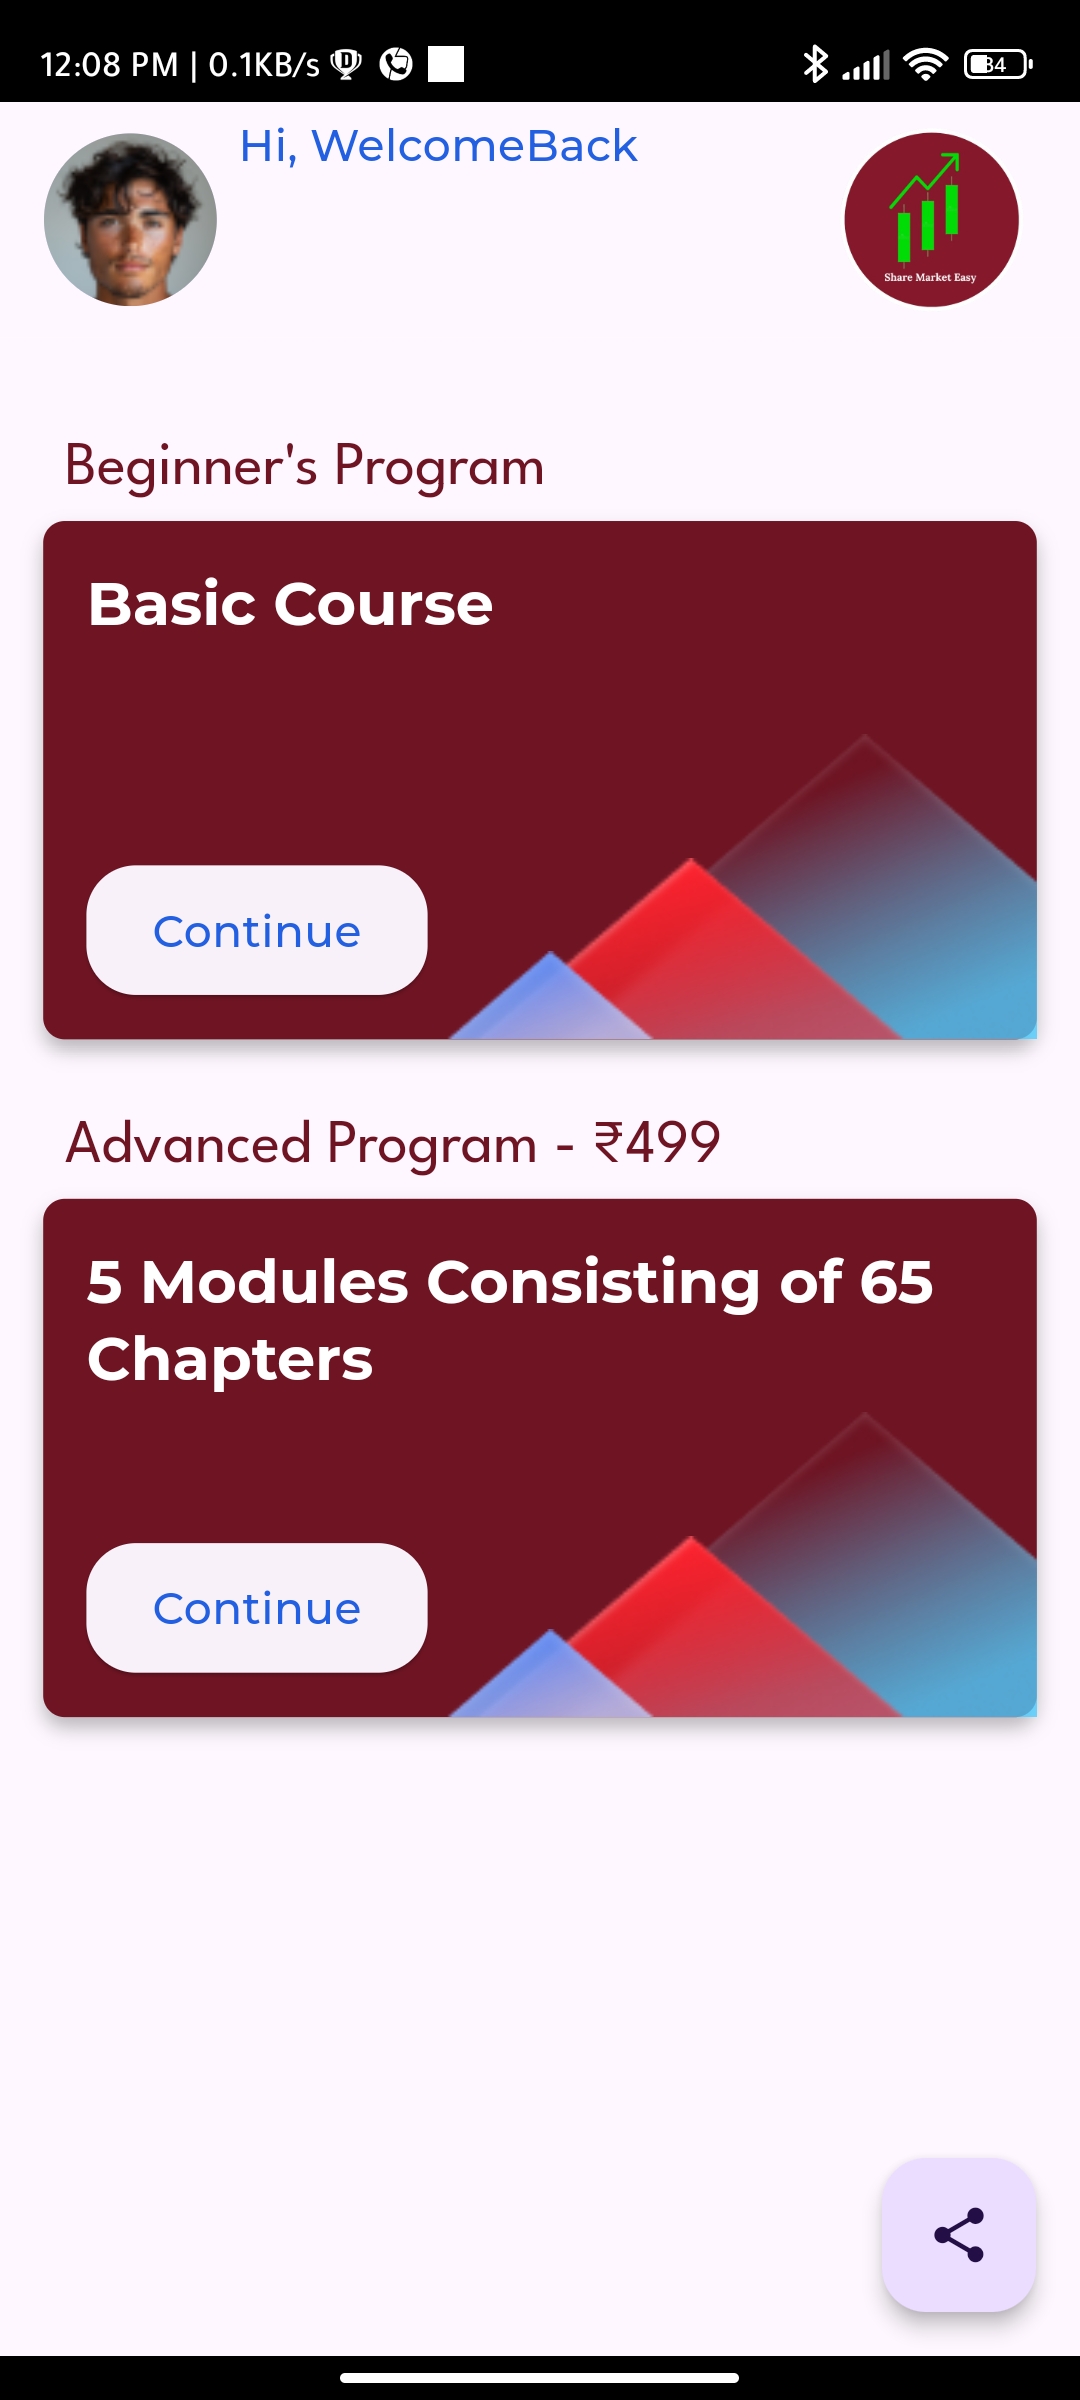 12:08 PM | 0.1KB/s
84
Hi, WelcomeBack
Share Market Easy
Beginner's Program
Basic Course
Continue
Advanced Program - ₹499
5 Modules Consisting of 65
Chapters
Continue